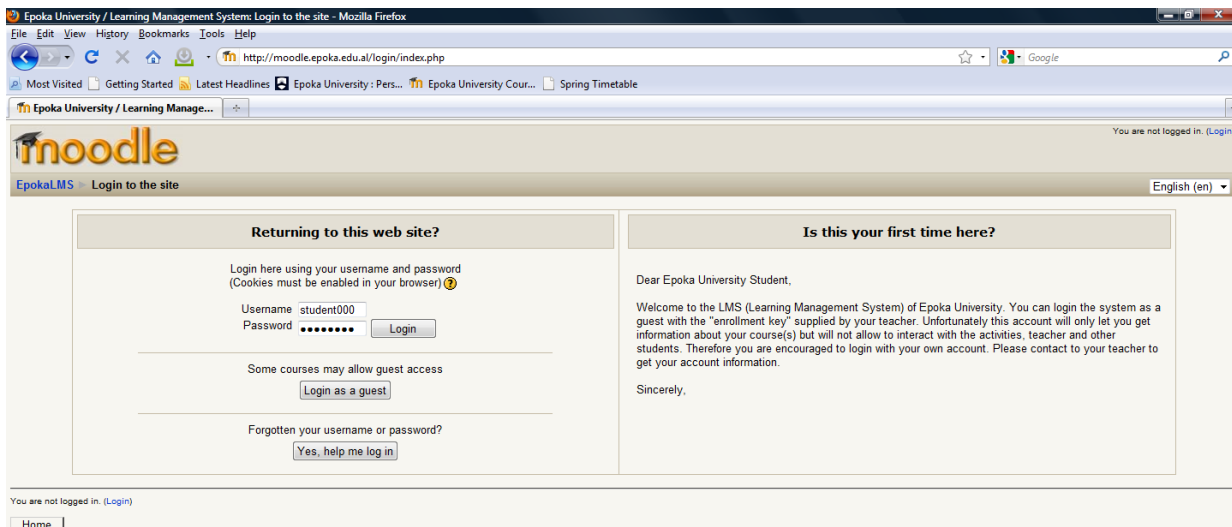 Epoka University / Learning Management System: Login to the site - Mozilla Firefox
File Edit View History Bookmarks Tools Help
http://moodle.epoka.edu.al/login/index.php
Google
Most Visited Getting Started Latest Headlines Epoka University : Pers... Epoka University Cour... Spring Timetable
Epoka University / Learning Manage...
You are not logged in. (Login
moodle
EpokaLMS ► Login to the site
English (en)
Returning to this web site?
Login here using your username and password
(Cookies must be enabled in your browser) ?
Username student000
Password ●●●●●●●● Login
Some courses may allow guest access
Login as a guest
Forgotten your username or password?
Yes, help me log in
Is this your first time here?
Dear Epoka University Student,
Welcome to the LMS (Learning Management System) of Epoka University. You can login the system as a
guest with the "enrollment key" supplied by your teacher. Unfortunately this account will only let you get
information about your course(s) but will not allow to interact with the activities, teacher and other
students. Therefore you are encouraged to login with your own account. Please contact to your teacher to
get your account information.
Sincerely,
You are not logged in. (Login)
Home